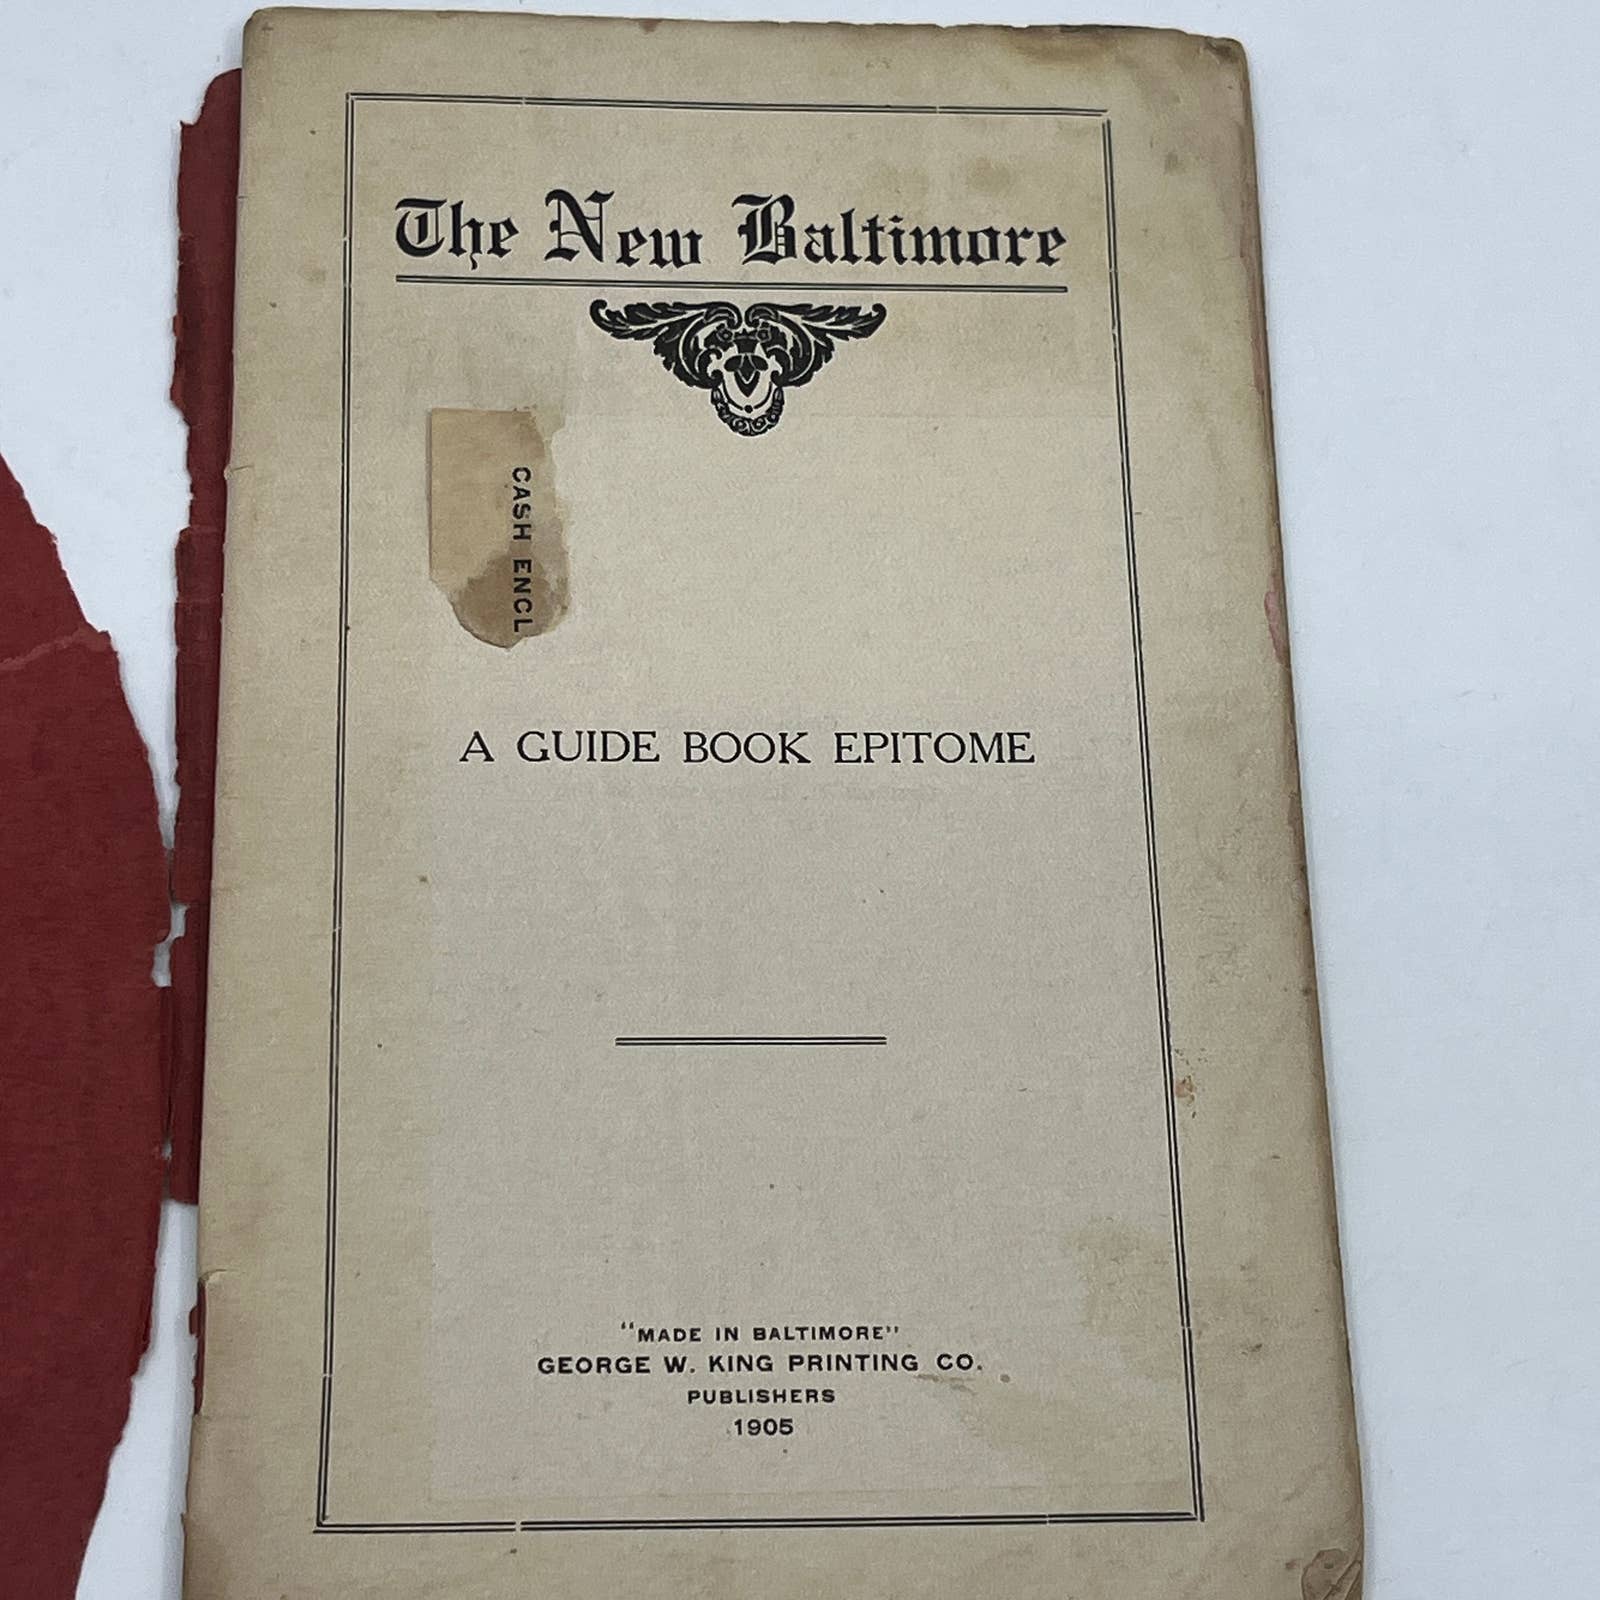 The New Baltimore
CASH ENCL
A GUIDE BOOK EPITOME
"MADE IN BALTIMORE"
GEORGE W. KING PRINTING CO.
PUBLISHERS
1905